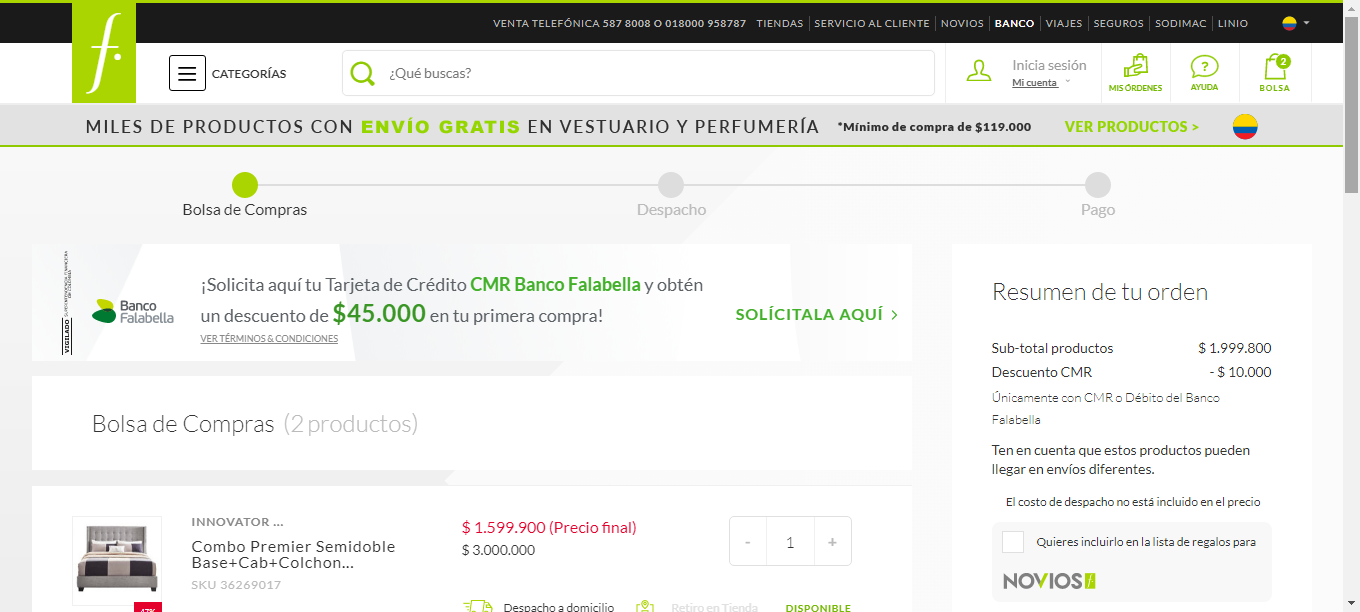 VENTA TELEFÓNICA 587 8008 O 018000 958787 TIENDAS SERVICIO AL CLIENTE NOVIOS BANCO VIAJES SEGUROS SODIMAC LINIO
f.
CATEGORÍAS
¿Qué buscas?
Inicia sesión
Mi cuenta
MIS ÓRDENES
AYUDA
2
BOLSA
MILES DE PRODUCTOS CON ENVÍO GRATIS EN VESTUARIO Y PERFUMERÍA *Mínimo de compra de $119.000 VER PRODUCTOS >
Bolsa de Compras
Despacho
Pago
VIGILADO SUPERINTENDENCIA FINANCIERA DE COLOMBIA
Banco
Falabella
¡Solicita aquí tu Tarjeta de Crédito CMR Banco Falabella y obtén
un descuento de $45.000 en tu primera compra!
VER TÉRMINOS & CONDICIONES
SOLÍCITALA AQUÍ >
Bolsa de Compras (2 productos)
INNOVATOR ...
Combo Premier Semidoble
Base+Cab+Colchon...
SKU 36269017
47%
$ 1.599.900 (Precio final)
$ 3.000.000
- 1 +
Despacho a domicilio
Retiro en Tienda
DISPONIBLE
Resumen de tu orden
Sub-total productos $ 1.999.800
Descuento CMR - $ 10.000
Únicamente con CMR o Débito del Banco
Falabella
Ten en cuenta que estos productos pueden
llegar en envíos diferentes.
El costo de despacho no está incluido en el precio
Quieres incluirlo en la lista de regalos para
NOVIOS f